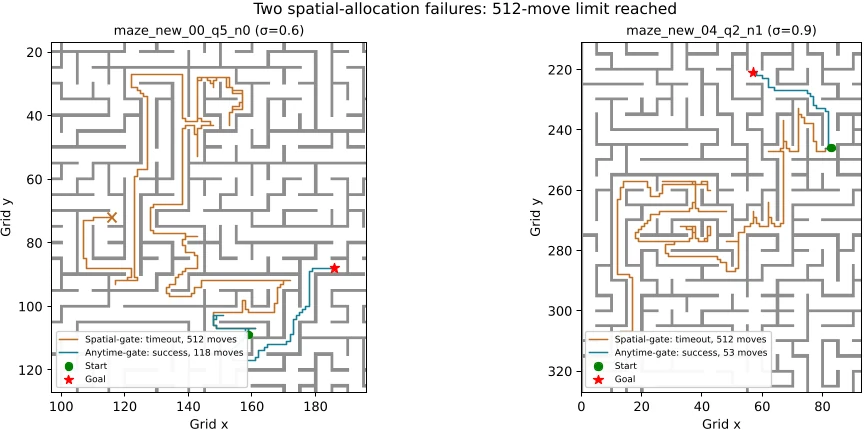 Two spatial-allocation failures: 512-move limit reached
maze_new_00_q5_n0 (σ=0.6)
20
40
60
80
100
120
Grid y
100
120
140
160
180
Grid x
Spatial-gate: timeout, 512 moves
Anytime-gate: success, 118 moves
Start
Goal
maze_new_04_q2_n1 (σ=0.9)
220
240
260
280
300
320
Grid y
0
20
40
60
80
Grid x
Spatial-gate: timeout, 512 moves
Anytime-gate: success, 53 moves
Start
Goal